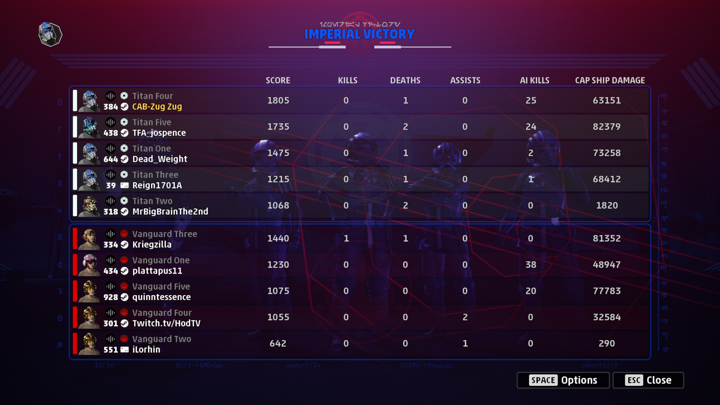 IMPERIAL VICTORY
SCORE KILLS DEATHS ASSISTS AI KILLS CAP SHIP DAMAGE
Titan Four
384 CAB-Zug Zug 1805 0 1 0 25 63151
Titan Five
438 TFA-jospence 1735 0 2 0 24 82379
Titan One
644 Dead_Weight 1475 0 1 0 2 73258
Titan Three
39 Reign1701A 1215 0 1 0 1 68412
Titan Two
318 MrBigBrainThe2nd 1068 0 2 0 0 1820
Vanguard Three
334 Kriegzilla 1440 1 1 0 0 81352
Vanguard One
434 plattapus11 1230 0 0 0 38 48947
Vanguard Five
928 quinntessence 1075 0 0 0 20 77783
Vanguard Four
301 Twitch.tv/HodTV 1055 0 0 2 0 32584
Vanguard Two
551 iLorhin 642 0 0 1 0 290
SPACE Options ESC Close